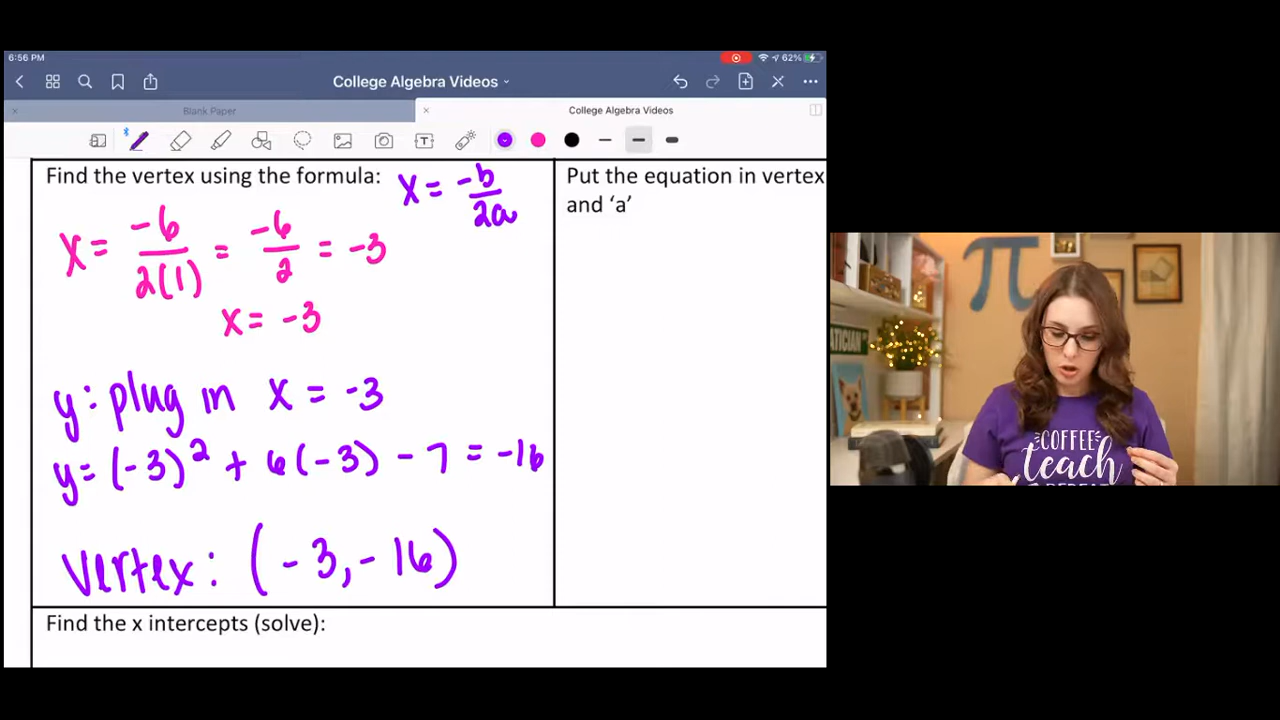 6:56 PM
62%
College Algebra Videos
Blank Paper
College Algebra Videos
Find the vertex using the formula:
x = -b/2a
x = -6/2(1) = -6/2 = -3
x = -3
y: plug in x = -3
y = (-3)² + 6(-3) - 7 = -16
Vertex: (-3, -16)
Find the x intercepts (solve):
Put the equation in vertex
and ‘a’
ATICIAN
COFFEE
teach
REPEAT